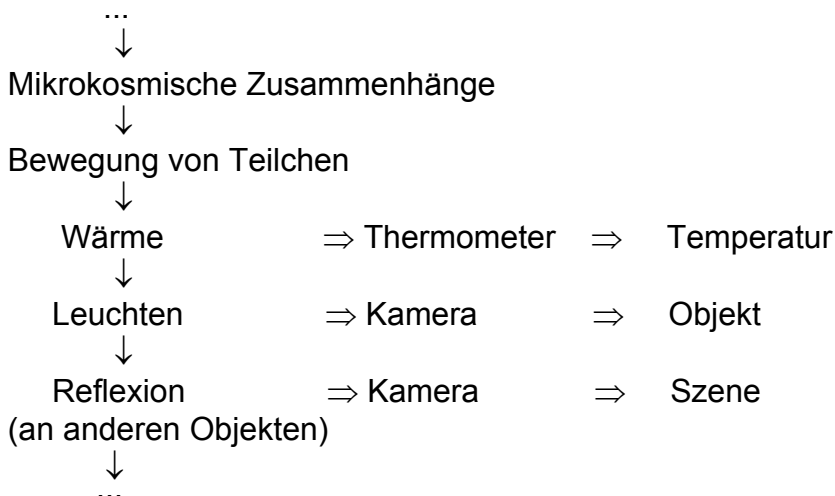 ...
↓
Mikrokosmische Zusammenhänge
↓
Bewegung von Teilchen
↓
Wärme ⇒ Thermometer ⇒ Temperatur
↓
Leuchten ⇒ Kamera ⇒ Objekt
↓
Reflexion ⇒ Kamera ⇒ Szene
(an anderen Objekten)
↓
...